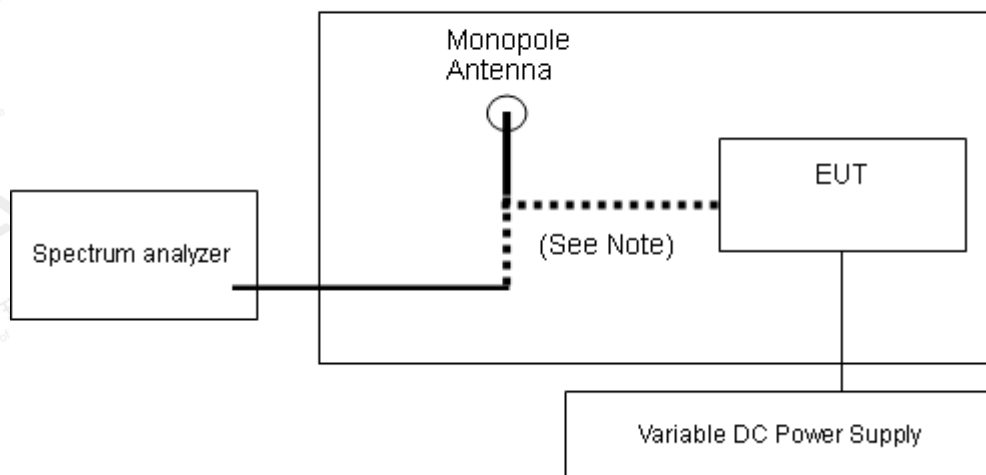 Monopole
Antenna
EUT
(See Note)
Spectrum analyzer
Variable DC Power Supply